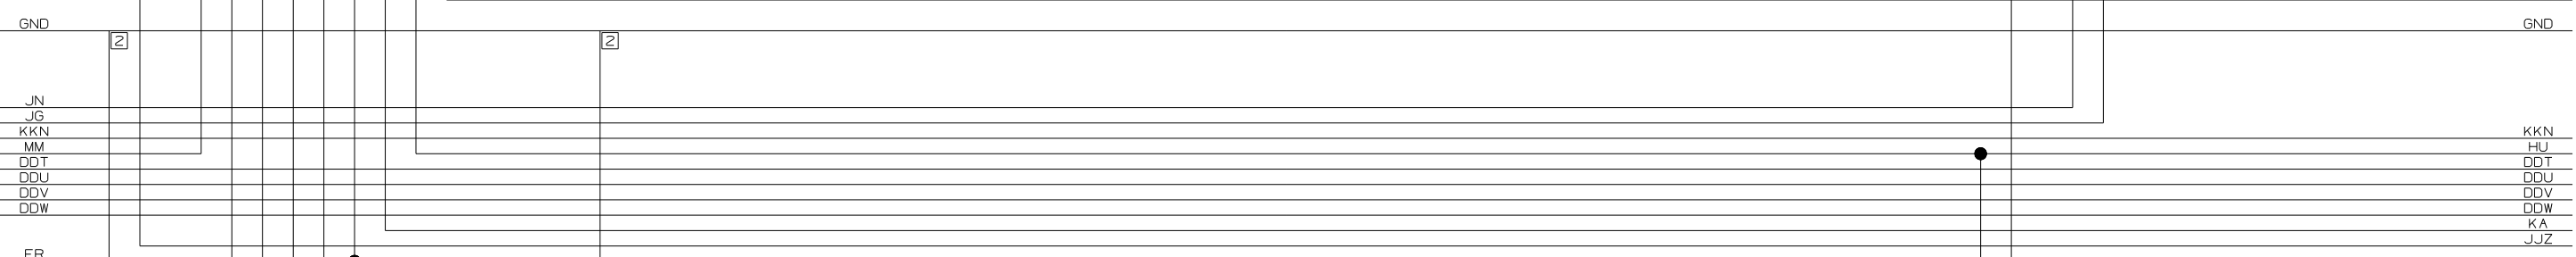 GND GND
2 2
JN
JG
KKN KKN
MM HU
DDT DDT
DDU DDU
DDV DDV
DDW DDW
KA
JJZ